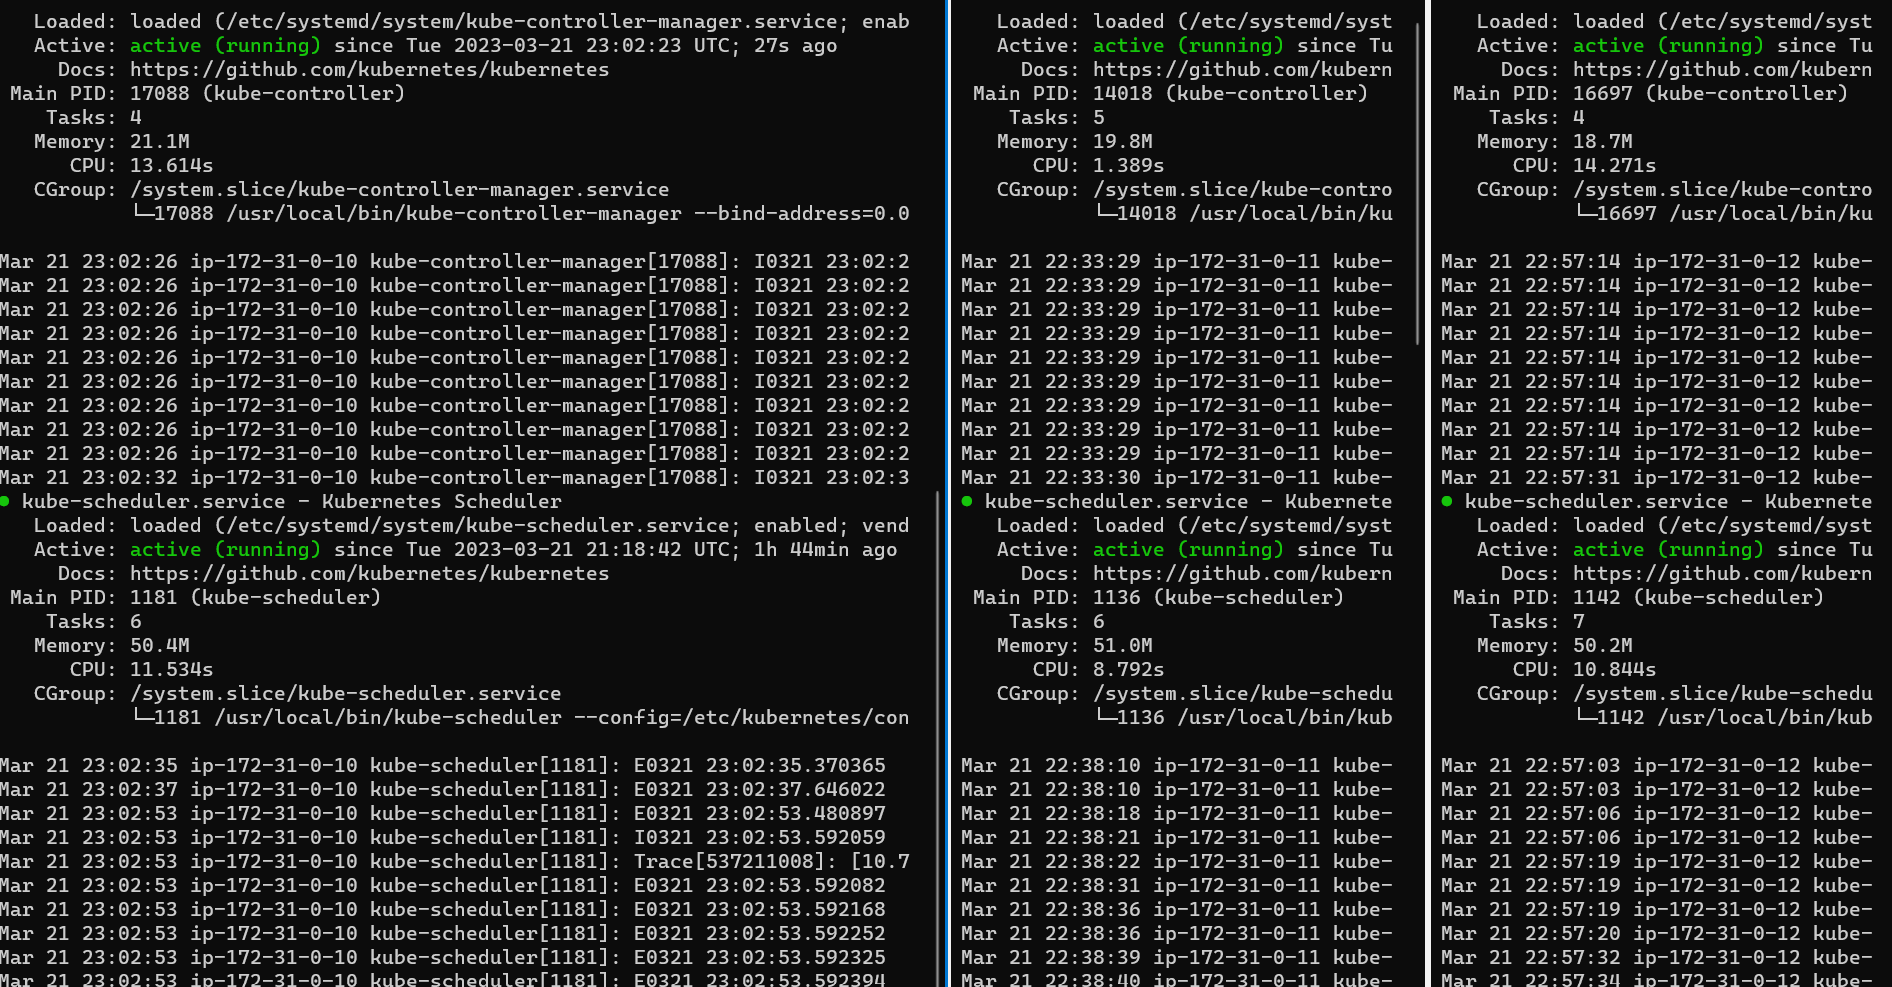 Loaded: loaded (/etc/systemd/system/kube-controller-manager.service; enab
Active: active (running) since Tue 2023-03-21 23:02:23 UTC; 27s ago
Docs: https://github.com/kubernetes/kubernetes
Main PID: 17088 (kube-controller)
Tasks: 4
Memory: 21.1M
CPU: 13.614s
CGroup: /system.slice/kube-controller-manager.service
└─17088 /usr/local/bin/kube-controller-manager --bind-address=0.0
Mar 21 23:02:26 ip-172-31-0-10 kube-controller-manager[17088]: I0321 23:02:2
Mar 21 23:02:26 ip-172-31-0-10 kube-controller-manager[17088]: I0321 23:02:2
Mar 21 23:02:26 ip-172-31-0-10 kube-controller-manager[17088]: I0321 23:02:2
Mar 21 23:02:26 ip-172-31-0-10 kube-controller-manager[17088]: I0321 23:02:2
Mar 21 23:02:26 ip-172-31-0-10 kube-controller-manager[17088]: I0321 23:02:2
Mar 21 23:02:26 ip-172-31-0-10 kube-controller-manager[17088]: I0321 23:02:2
Mar 21 23:02:26 ip-172-31-0-10 kube-controller-manager[17088]: I0321 23:02:2
Mar 21 23:02:26 ip-172-31-0-10 kube-controller-manager[17088]: I0321 23:02:2
Mar 21 23:02:26 ip-172-31-0-10 kube-controller-manager[17088]: I0321 23:02:2
Mar 21 23:02:32 ip-172-31-0-10 kube-controller-manager[17088]: I0321 23:02:3
● kube-scheduler.service - Kubernetes Scheduler
Loaded: loaded (/etc/systemd/system/kube-scheduler.service; enabled; vend
Active: active (running) since Tue 2023-03-21 21:18:42 UTC; 1h 44min ago
Docs: https://github.com/kubernetes/kubernetes
Main PID: 1181 (kube-scheduler)
Tasks: 6
Memory: 50.4M
CPU: 11.534s
CGroup: /system.slice/kube-scheduler.service
└─1181 /usr/local/bin/kube-scheduler --config=/etc/kubernetes/con
Mar 21 23:02:35 ip-172-31-0-10 kube-scheduler[1181]: E0321 23:02:35.370365
Mar 21 23:02:37 ip-172-31-0-10 kube-scheduler[1181]: E0321 23:02:37.646022
Mar 21 23:02:53 ip-172-31-0-10 kube-scheduler[1181]: E0321 23:02:53.480897
Mar 21 23:02:53 ip-172-31-0-10 kube-scheduler[1181]: I0321 23:02:53.592059
Mar 21 23:02:53 ip-172-31-0-10 kube-scheduler[1181]: Trace[537211008]: [10.7
Mar 21 23:02:53 ip-172-31-0-10 kube-scheduler[1181]: E0321 23:02:53.592082
Mar 21 23:02:53 ip-172-31-0-10 kube-scheduler[1181]: E0321 23:02:53.592168
Mar 21 23:02:53 ip-172-31-0-10 kube-scheduler[1181]: E0321 23:02:53.592252
Mar 21 23:02:53 ip-172-31-0-10 kube-scheduler[1181]: E0321 23:02:53.592325
Mar 21 23:02:53 ip-172-31-0-10 kube-scheduler[1181]: E0321 23:02:53.592394
Loaded: loaded (/etc/systemd/syst
Active: active (running) since Tu
Docs: https://github.com/kubern
Main PID: 14018 (kube-controller)
Tasks: 5
Memory: 19.8M
CPU: 1.389s
CGroup: /system.slice/kube-contro
└─14018 /usr/local/bin/ku
Mar 21 22:33:29 ip-172-31-0-11 kube-
Mar 21 22:33:29 ip-172-31-0-11 kube-
Mar 21 22:33:29 ip-172-31-0-11 kube-
Mar 21 22:33:29 ip-172-31-0-11 kube-
Mar 21 22:33:29 ip-172-31-0-11 kube-
Mar 21 22:33:29 ip-172-31-0-11 kube-
Mar 21 22:33:29 ip-172-31-0-11 kube-
Mar 21 22:33:29 ip-172-31-0-11 kube-
Mar 21 22:33:29 ip-172-31-0-11 kube-
Mar 21 22:33:30 ip-172-31-0-11 kube-
● kube-scheduler.service - Kubernete
Loaded: loaded (/etc/systemd/syst
Active: active (running) since Tu
Docs: https://github.com/kubern
Main PID: 1136 (kube-scheduler)
Tasks: 6
Memory: 51.0M
CPU: 8.792s
CGroup: /system.slice/kube-schedu
└─1136 /usr/local/bin/kub
Mar 21 22:38:10 ip-172-31-0-11 kube-
Mar 21 22:38:10 ip-172-31-0-11 kube-
Mar 21 22:38:18 ip-172-31-0-11 kube-
Mar 21 22:38:21 ip-172-31-0-11 kube-
Mar 21 22:38:22 ip-172-31-0-11 kube-
Mar 21 22:38:31 ip-172-31-0-11 kube-
Mar 21 22:38:36 ip-172-31-0-11 kube-
Mar 21 22:38:36 ip-172-31-0-11 kube-
Mar 21 22:38:39 ip-172-31-0-11 kube-
Mar 21 22:38:40 ip-172-31-0-11 kube-
Loaded: loaded (/etc/systemd/syst
Active: active (running) since Tu
Docs: https://github.com/kubern
Main PID: 16697 (kube-controller)
Tasks: 4
Memory: 18.7M
CPU: 14.271s
CGroup: /system.slice/kube-contro
└─16697 /usr/local/bin/ku
Mar 21 22:57:14 ip-172-31-0-12 kube-
Mar 21 22:57:14 ip-172-31-0-12 kube-
Mar 21 22:57:14 ip-172-31-0-12 kube-
Mar 21 22:57:14 ip-172-31-0-12 kube-
Mar 21 22:57:14 ip-172-31-0-12 kube-
Mar 21 22:57:14 ip-172-31-0-12 kube-
Mar 21 22:57:14 ip-172-31-0-12 kube-
Mar 21 22:57:14 ip-172-31-0-12 kube-
Mar 21 22:57:14 ip-172-31-0-12 kube-
Mar 21 22:57:31 ip-172-31-0-12 kube-
● kube-scheduler.service - Kubernete
Loaded: loaded (/etc/systemd/syst
Active: active (running) since Tu
Docs: https://github.com/kubern
Main PID: 1142 (kube-scheduler)
Tasks: 7
Memory: 50.2M
CPU: 10.844s
CGroup: /system.slice/kube-schedu
└─1142 /usr/local/bin/kub
Mar 21 22:57:03 ip-172-31-0-12 kube-
Mar 21 22:57:03 ip-172-31-0-12 kube-
Mar 21 22:57:06 ip-172-31-0-12 kube-
Mar 21 22:57:06 ip-172-31-0-12 kube-
Mar 21 22:57:19 ip-172-31-0-12 kube-
Mar 21 22:57:19 ip-172-31-0-12 kube-
Mar 21 22:57:19 ip-172-31-0-12 kube-
Mar 21 22:57:20 ip-172-31-0-12 kube-
Mar 21 22:57:32 ip-172-31-0-12 kube-
Mar 21 22:57:34 ip-172-31-0-12 kube-